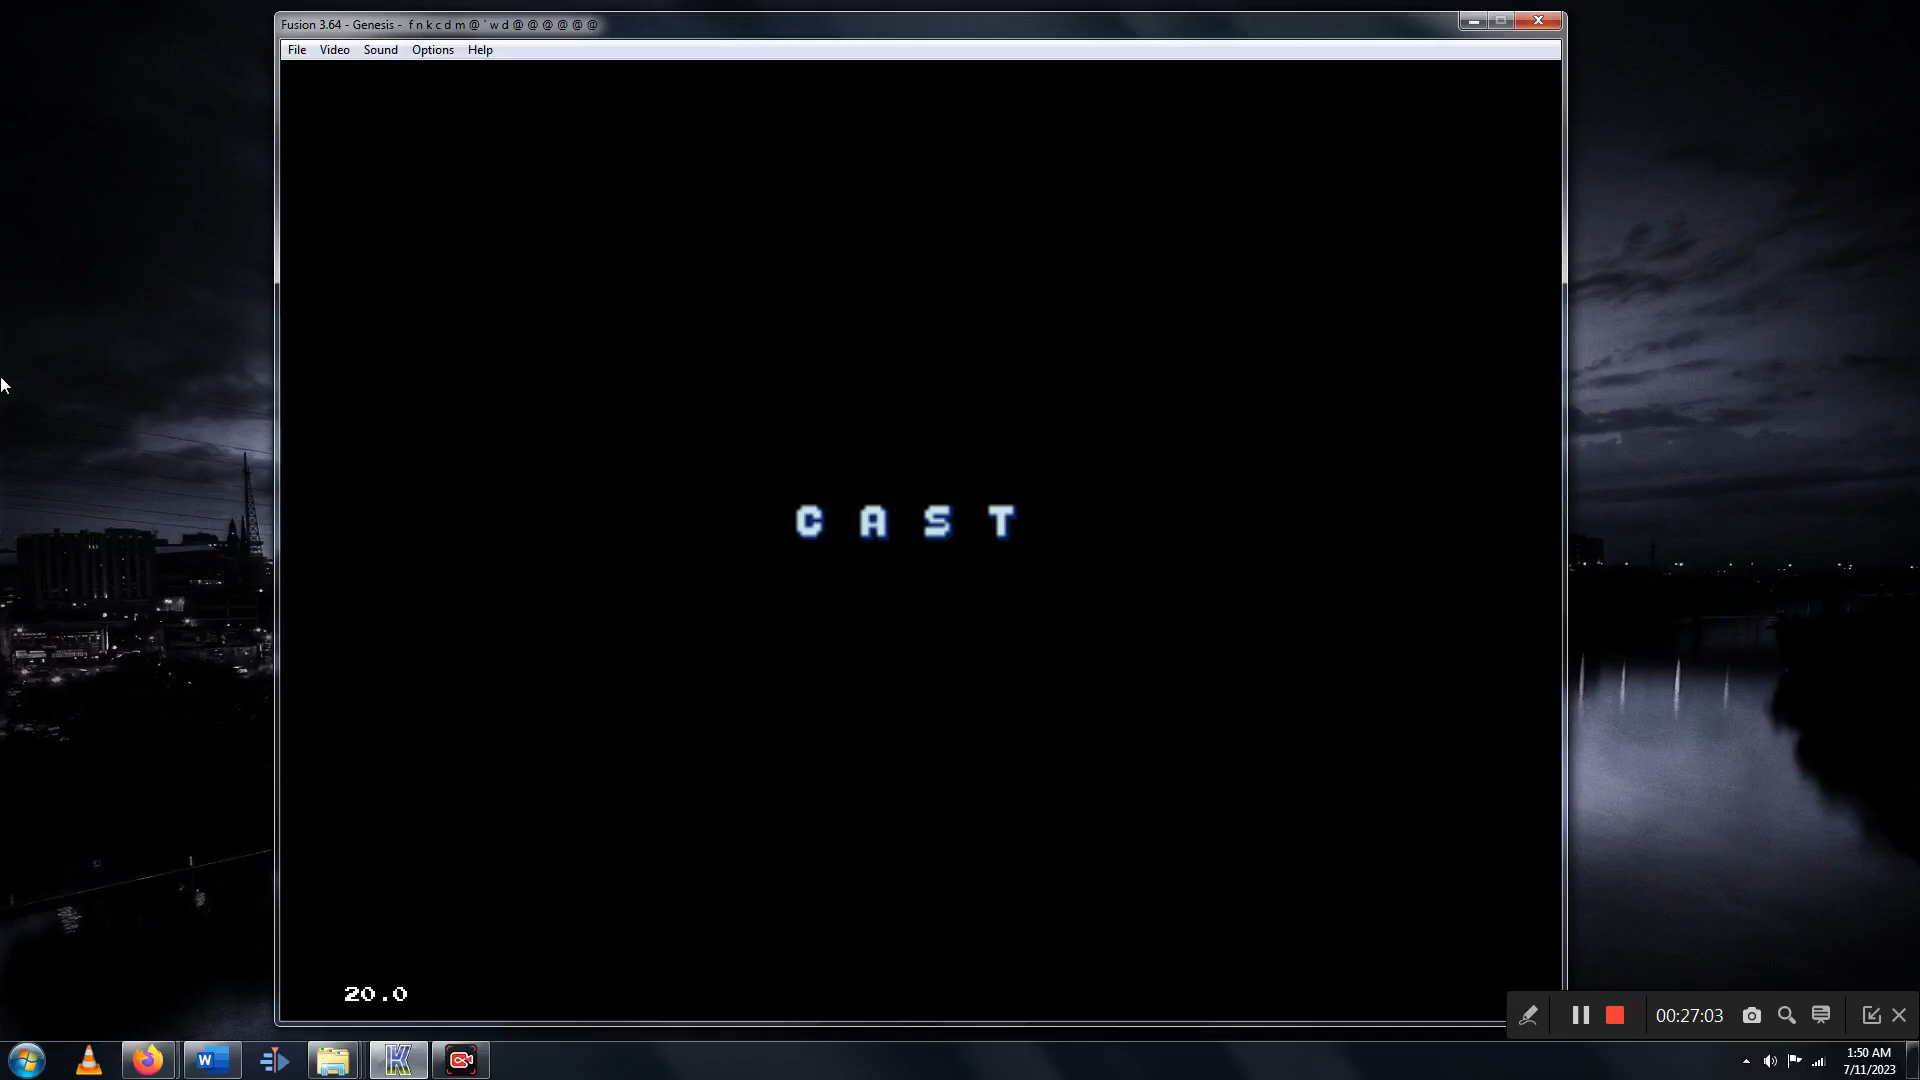 Fusion 3.64 - Genesis - f n k c d m @ ` w d @ @ @ @ @ @
File Video Sound Options Help
C A S T
20.0
00:27:03
1:50 AM
7/11/2023